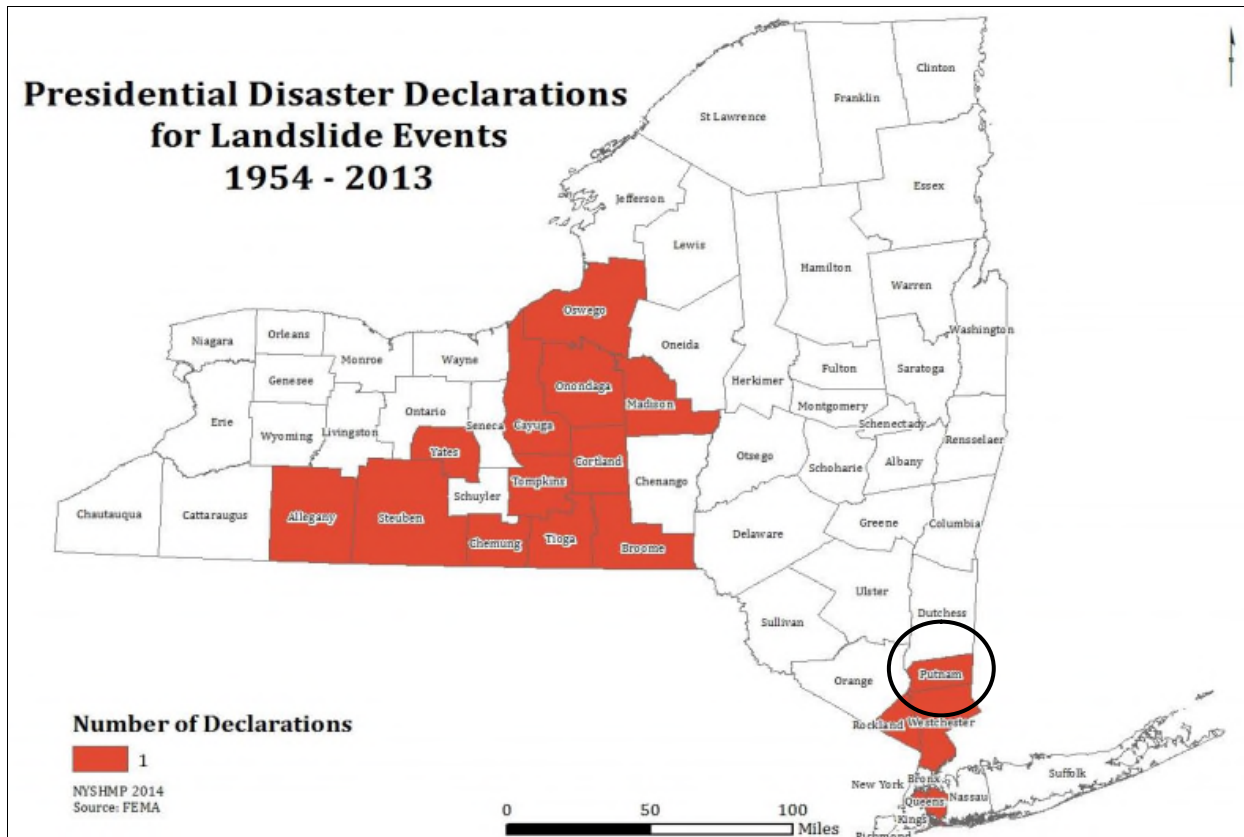 Presidential Disaster Declarations
for Landslide Events
1954 - 2013
Clinton
Franklin
St Lawrence
Essex
Jefferson
Lewis
Hamilton
Warren
Oswego
Washington
Niagara
Orleans
Monroe
Wayne
Oneida
Fulton
Saratoga
Genesee
Onondaga
Herkimer
Madison
Montgomery
Erie
Wyoming
Livingston
Ontario
Seneca
Cayuga
Schenectady
Rensselaer
Yates
Cortland
Otsego
Schoharie
Albany
Tompkins
Chenango
Schuyler
Chautauqua
Cattaraugus
Allegany
Steuben
Greene
Columbia
Chemung
Tioga
Broome
Delaware
Ulster
Dutchess
Sullivan
Putnam
Orange
Rockland
Westchester
Number of Declarations
1
NYSHMP 2014
Source: FEMA
New York
Bronx
Suffolk
Queens
Nassau
Kings
Richmond
0 50 100
Miles